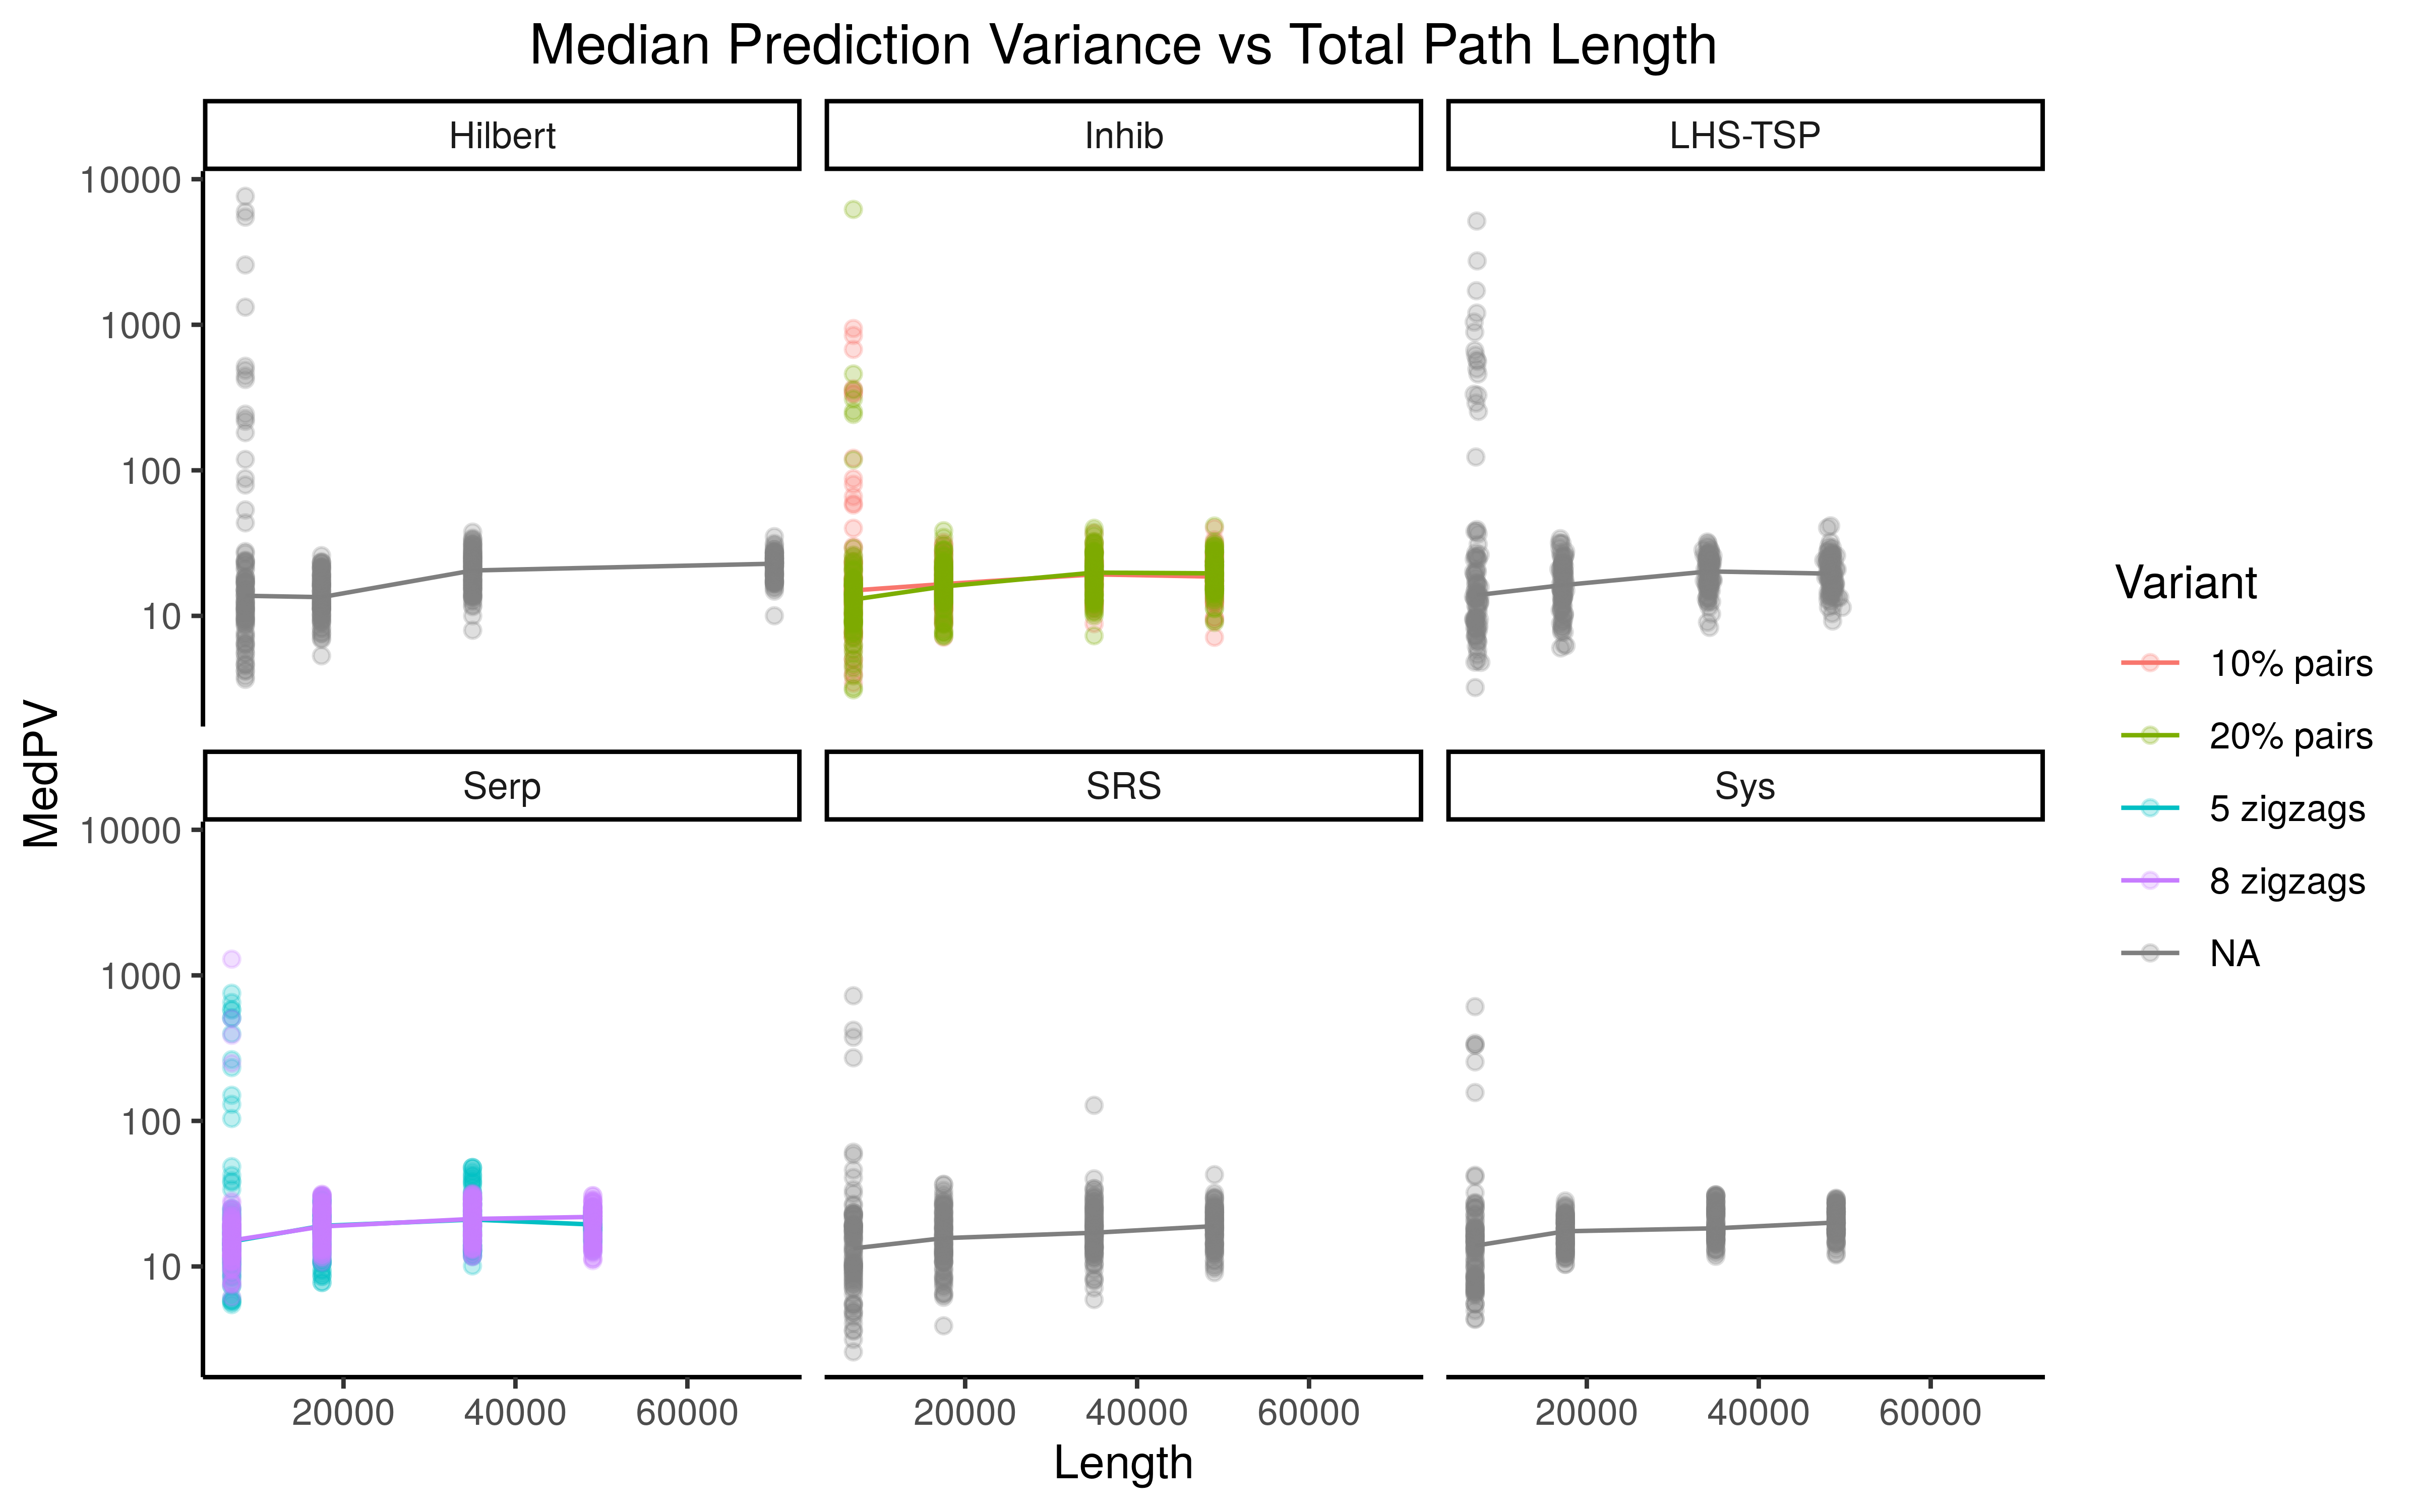 Median Prediction Variance vs Total Path Length
Hilbert
Inhib
LHS-TSP
10000
1000
100
10
Serp
SRS
Sys
10000
1000
100
10
MedPV
20000
40000
60000
20000
40000
60000
20000
40000
60000
Length
Variant
10% pairs
20% pairs
5 zigzags
8 zigzags
NA